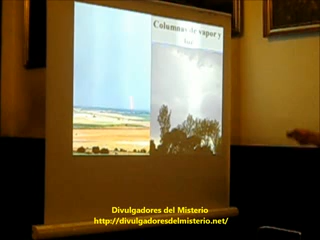 Columnas de vapor y
Divulgadores del Misterio
http://divulgadoresdelmisterio.net/